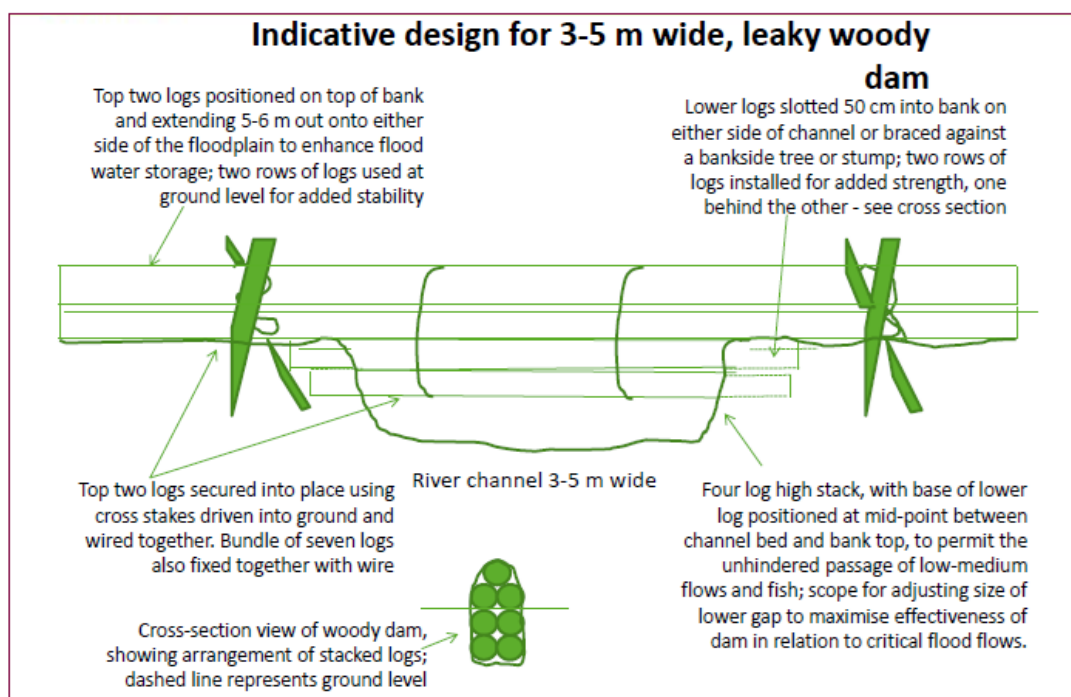 Indicative design for 3-5 m wide, leaky woody
dam
Top two logs positioned on top of bank
and extending 5-6 m out onto either
side of the floodplain to enhance flood
water storage; two rows of logs used at
ground level for added stability
Lower logs slotted 50 cm into bank on
either side of channel or braced against
a bankside tree or stump; two rows of
logs installed for added strength, one
behind the other - see cross section
River channel 3-5 m wide
Top two logs secured into place using
cross stakes driven into ground and
wired together. Bundle of seven logs
also fixed together with wire
Four log high stack, with base of lower
log positioned at mid-point between
channel bed and bank top, to permit the
unhindered passage of low-medium
flows and fish; scope for adjusting size of
lower gap to maximise effectiveness of
dam in relation to critical flood flows.
Cross-section view of woody dam,
showing arrangement of stacked logs;
dashed line represents ground level